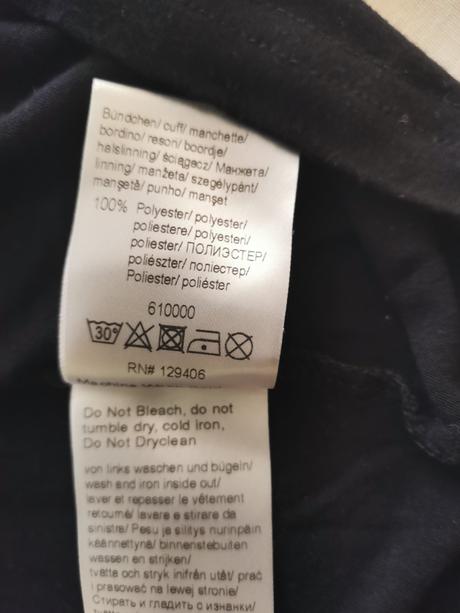 Bündchen/ cuff/ manchette/
bordino/ resori/ boordje/
halslinning/ ściągacz/ Манжета/
linning/ manžeta/ szegélypánt/
manşetă/ punho/ manşet
100% Polyester/ polyester/
poliestere/ polyesteri/
poliester/ ПОЛИЭСТЕР/
poliészter/ полiестер/
Poliester/ poliéster
610000
30°
RN# 129406
Do Not Bleach, do not
tumble dry, cold iron,
Do Not Dryclean
von links waschen und bügeln/
wash and iron inside out/
laver et repasser le vêtement
retourné/ lavare e stirare da
sinistra/ Pesu ja silitys nurinpäin
käännettynä/ binnenstebuiten
wassen en strijken/
tvätta och stryk inifrån utåt/ prać
i prasować na lewej stronie/
Стирать и гладить с изнанки/